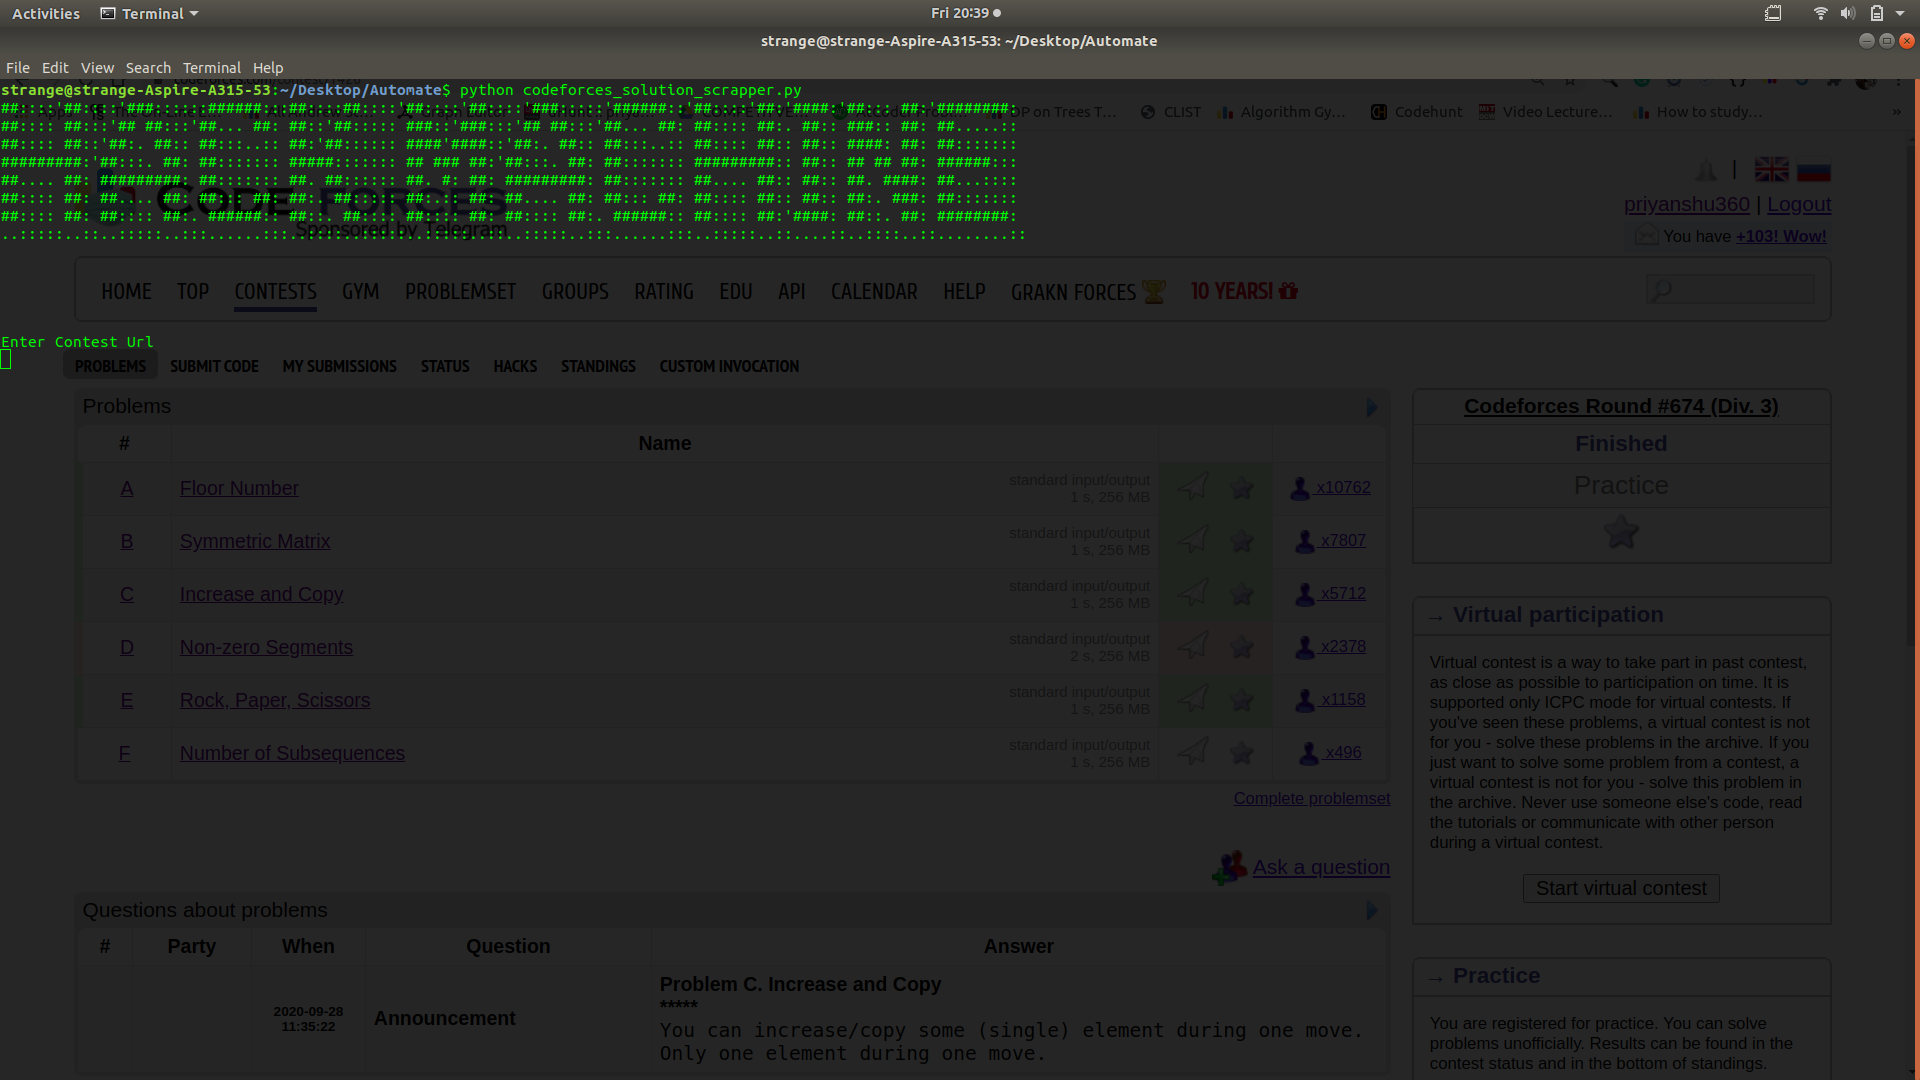 Activities Terminal Fri 20:39
strange@strange-Aspire-A315-53: ~/Desktop/Automate
File Edit View Search Terminal Help
strange@strange-Aspire-A315-53:~/Desktop/Automate$ python codeforces_solution_scrapper.py
DP on Trees T… CLIST Algorithm Gy… Codehunt Video Lecture… How to study… »
CODEFORCES
Sponsored by Telegram
priyanshu360 | Logout
You have +103! Wow!
HOME TOP CONTESTS GYM PROBLEMSET GROUPS RATING EDU API CALENDAR HELP GRAKN FORCES 10 YEARS!
Enter Contest Url
PROBLEMS SUBMIT CODE MY SUBMISSIONS STATUS HACKS STANDINGS CUSTOM INVOCATION
Problems
# Name
A Floor Number standard input/output 1 s, 256 MB x10762
B Symmetric Matrix standard input/output 1 s, 256 MB x7807
C Increase and Copy standard input/output 1 s, 256 MB x5712
D Non-zero Segments standard input/output 2 s, 256 MB x2378
E Rock, Paper, Scissors standard input/output 1 s, 256 MB x1158
F Number of Subsequences standard input/output 1 s, 256 MB x496
Complete problemset
Ask a question
Questions about problems
# Party When Question Answer
2020-09-28
11:35:22
Announcement
Problem C. Increase and Copy
*****
You can increase/copy some (single) element during one move.
Only one element during one move.
Codeforces Round #674 (Div. 3)
Finished
Practice
→ Virtual participation
Virtual contest is a way to take part in past contest,
as close as possible to participation on time. It is
supported only ICPC mode for virtual contests. If
you've seen these problems, a virtual contest is not
for you - solve these problems in the archive. If you
just want to solve some problem from a contest, a
virtual contest is not for you - solve this problem in
the archive. Never use someone else's code, read
the tutorials or communicate with other person
during a virtual contest.
Start virtual contest
→ Practice
You are registered for practice. You can solve
problems unofficially. Results can be found in the
contest status and in the bottom of standings.